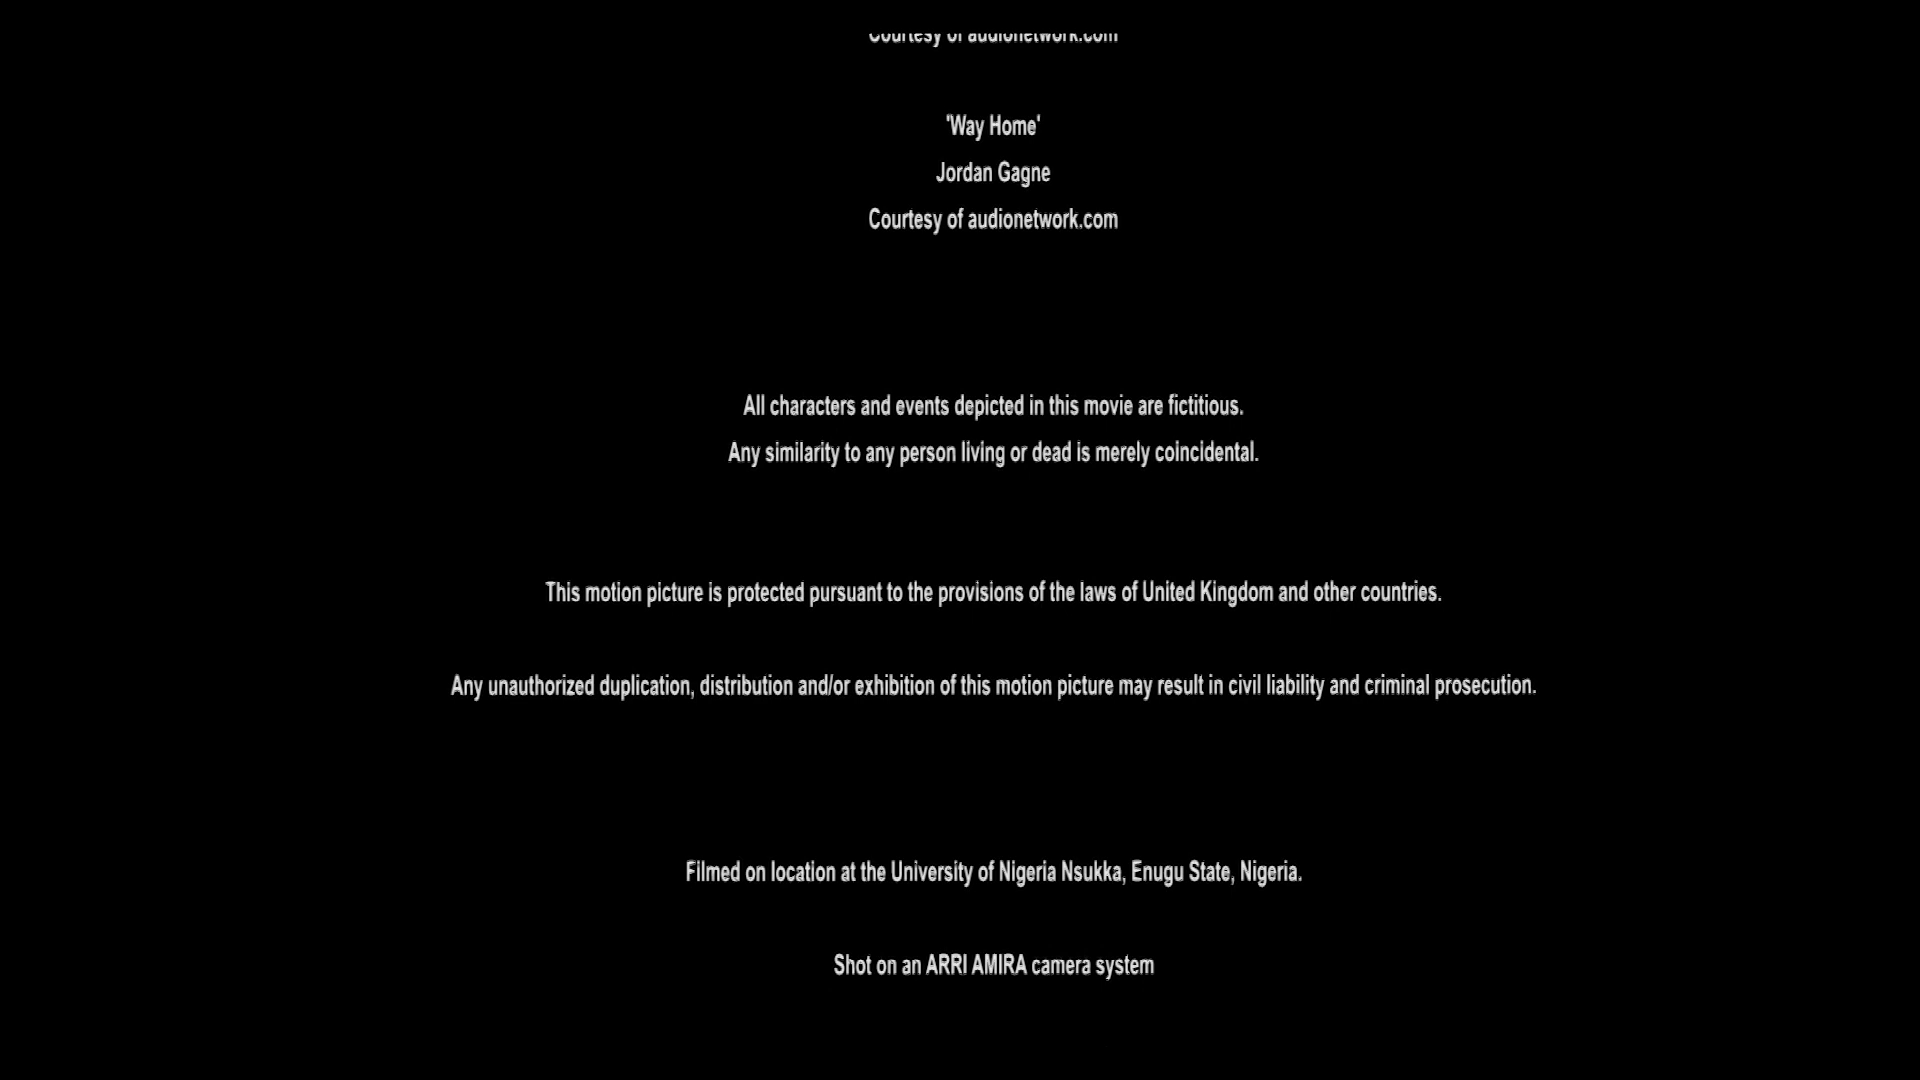 Courtesy of audionetwork.com
'Way Home'
Jordan Gagne
Courtesy of audionetwork.com
All characters and events depicted in this movie are fictitious.
Any similarity to any person living or dead is merely coincidental.
This motion picture is protected pursuant to the provisions of the laws of United Kingdom and other countries.
Any unauthorized duplication, distribution and/or exhibition of this motion picture may result in civil liability and criminal prosecution.
Filmed on location at the University of Nigeria Nsukka, Enugu State, Nigeria.
Shot on an ARRI AMIRA camera system